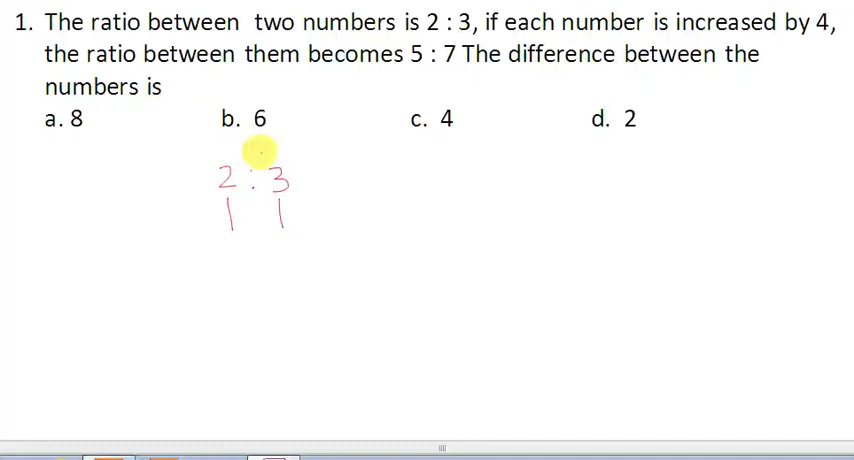 1. The ratio between two numbers is 2 : 3, if each number is increased by 4,
the ratio between them becomes 5 : 7 The difference between the
numbers is
a. 8 b. 6 c. 4 d. 2
2 : 3